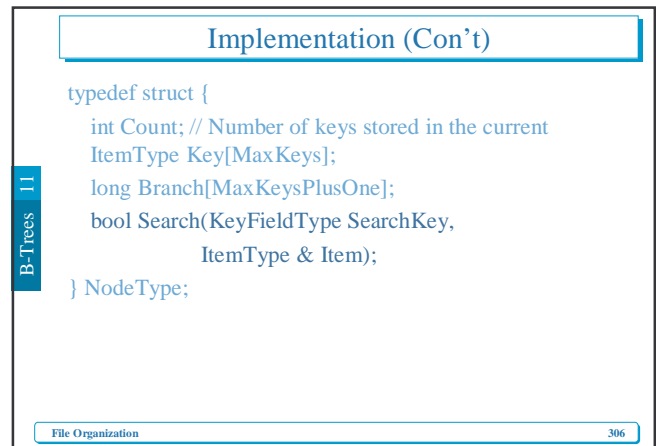 Implementation (Con’t)
typedef struct {
int Count; // Number of keys stored in the current
ItemType Key[MaxKeys];
long Branch[MaxKeysPlusOne];
bool Search(KeyFieldType SearchKey,
ItemType & Item);
} NodeType;
B-Trees 11
File Organization 306